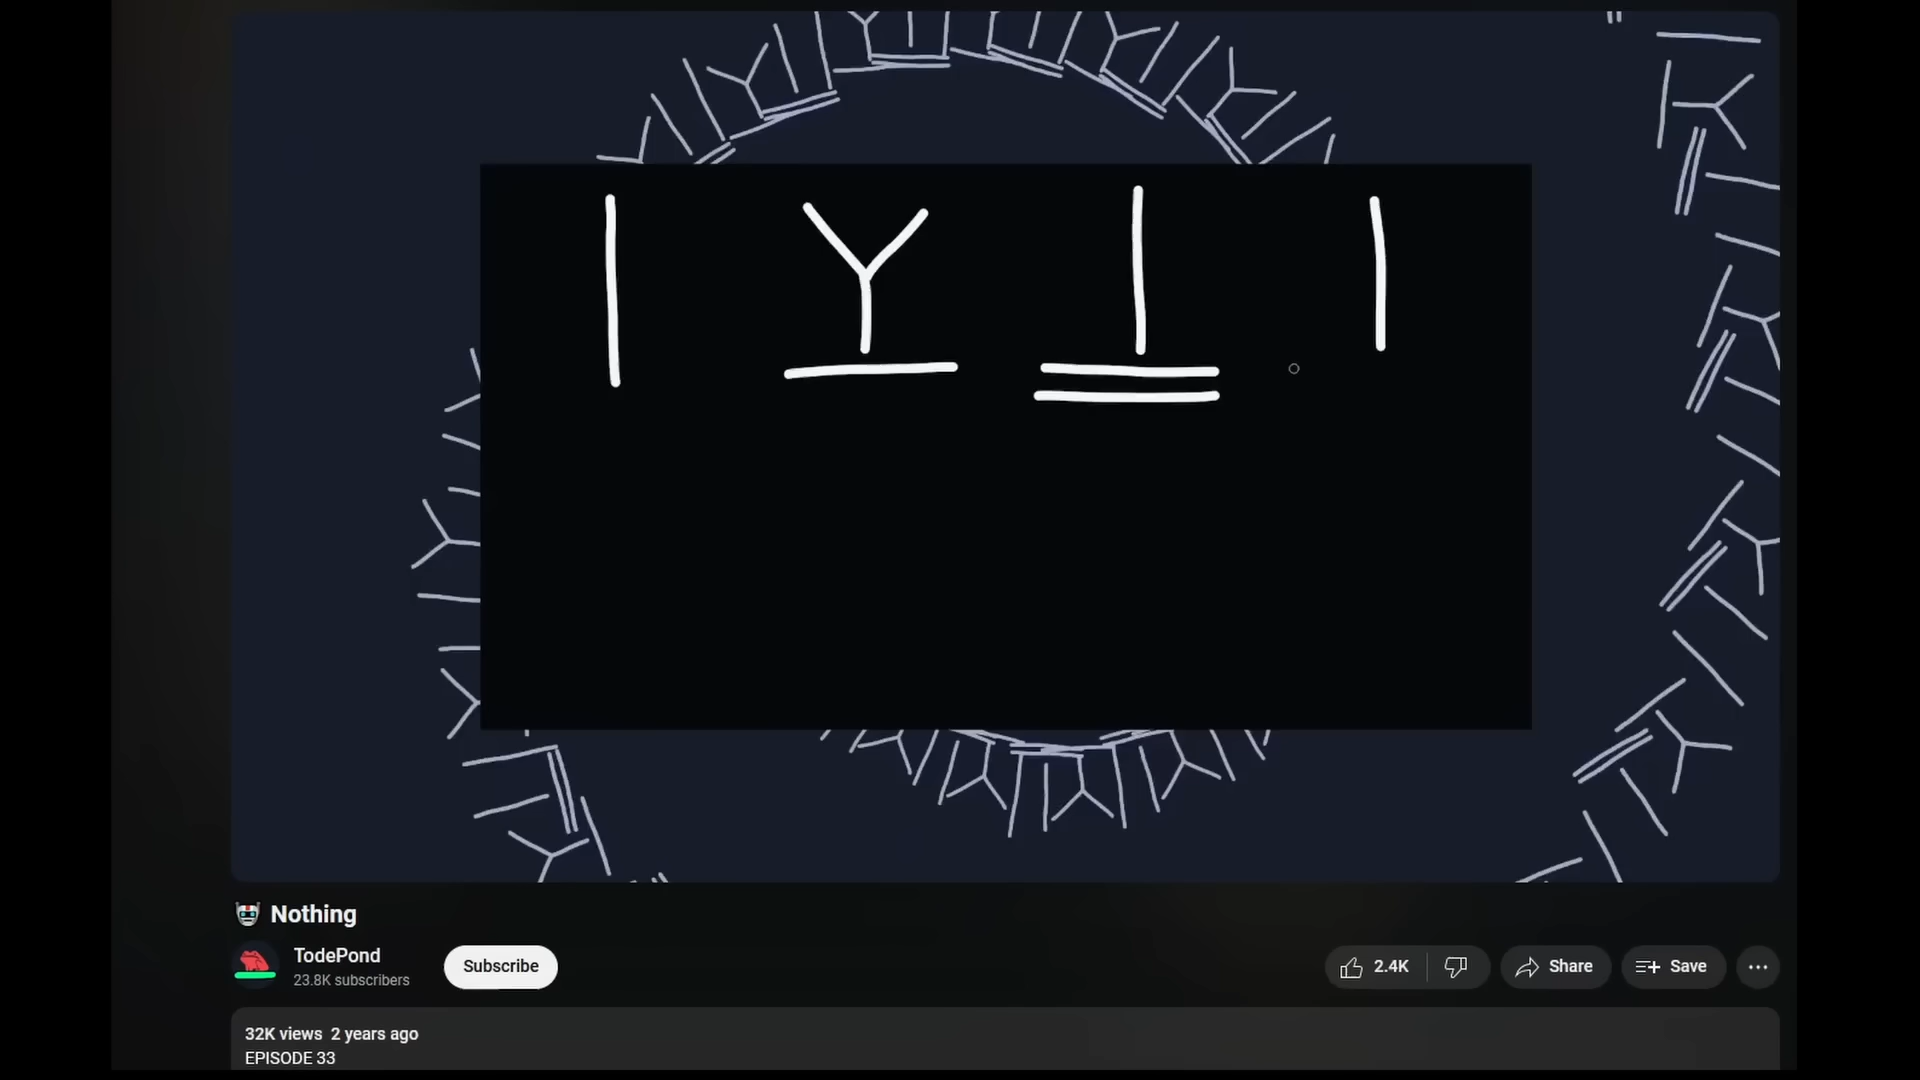 Nothing
TodePond
23.8K subscribers
Subscribe
2.4K
Share
Save
32K views 2 years ago
EPISODE 33